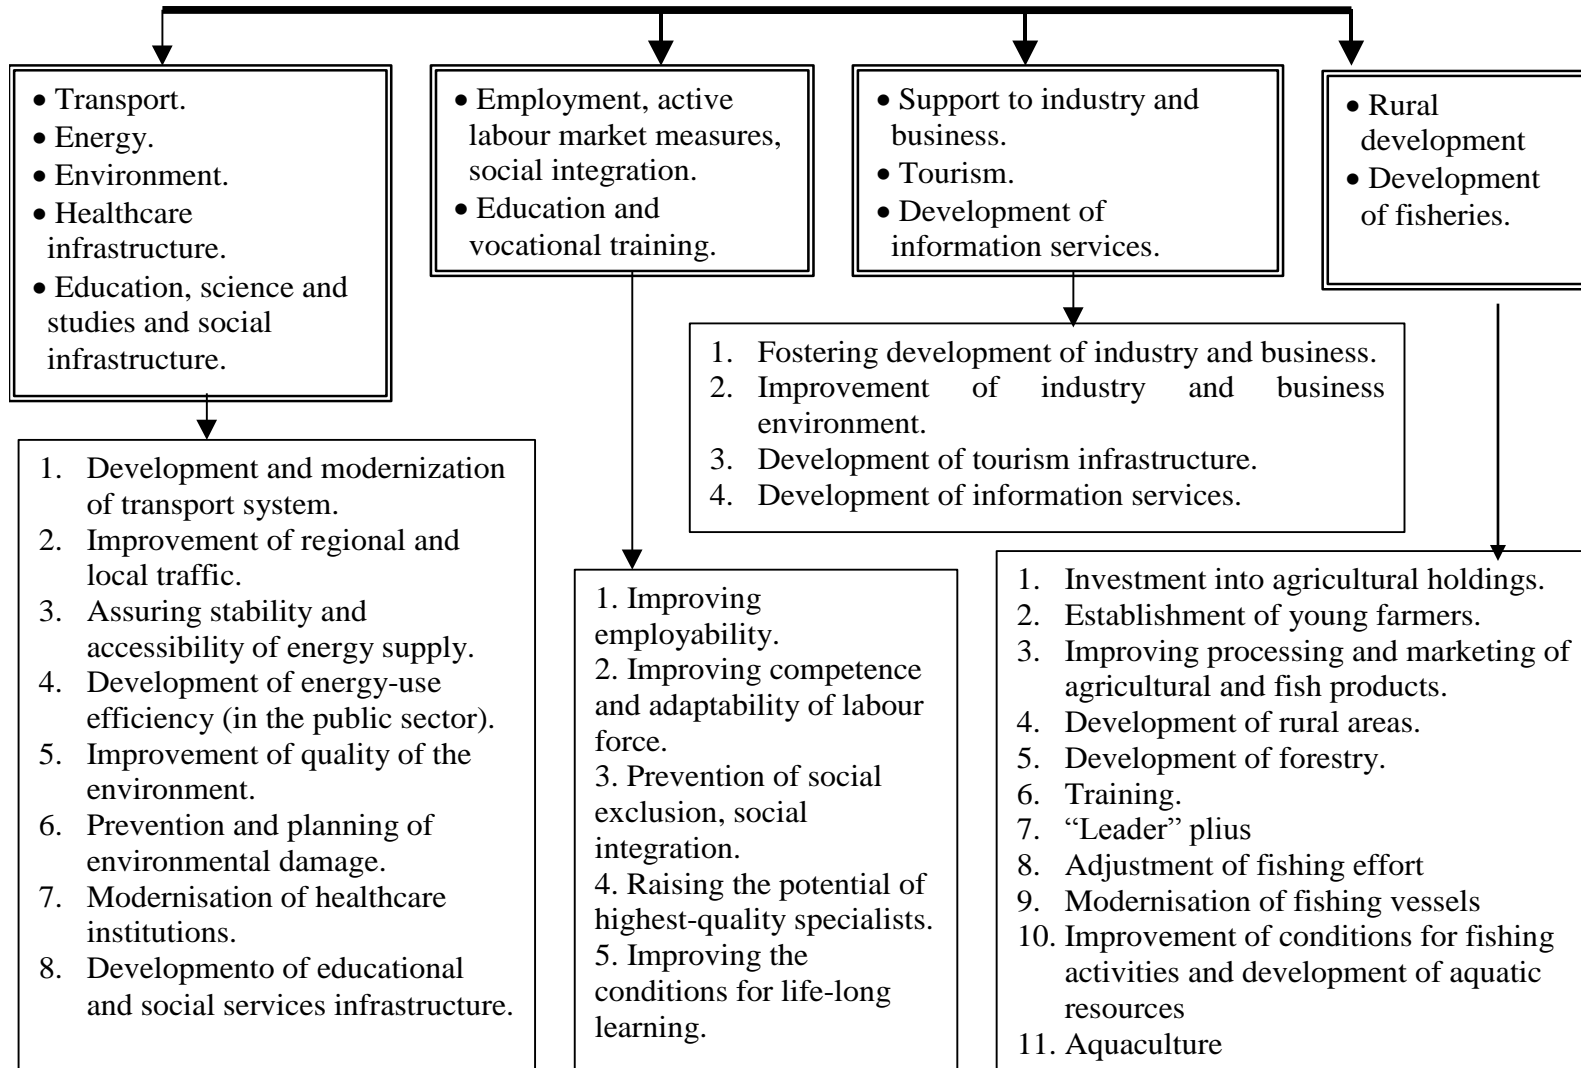 • Transport.
• Energy.
• Environment.
• Healthcare
infrastructure.
• Education, science and
studies and social
infrastructure.
• Employment, active
labour market measures,
social integration.
• Education and
vocational training.
• Support to industry and
business.
• Tourism.
• Development of
information services.
• Rural
development
• Development
of fisheries.
1. Fostering development of industry and business.
2. Improvement of industry and business
environment.
3. Development of tourism infrastructure.
4. Development of information services.
1. Development and modernization
of transport system.
2. Improvement of regional and
local traffic.
3. Assuring stability and
accessibility of energy supply.
4. Development of energy-use
efficiency (in the public sector).
5. Improvement of quality of the
environment.
6. Prevention and planning of
environmental damage.
7. Modernisation of healthcare
institutions.
8. Developmento of educational
and social services infrastructure.
1. Improving
employability.
2. Improving competence
and adaptability of labour
force.
3. Prevention of social
exclusion, social
integration.
4. Raising the potential of
highest-quality specialists.
5. Improving the
conditions for life-long
learning.
1. Investment into agricultural holdings.
2. Establishment of young farmers.
3. Improving processing and marketing of
agricultural and fish products.
4. Development of rural areas.
5. Development of forestry.
6. Training.
7. “Leader” plius
8. Adjustment of fishing effort
9. Modernisation of fishing vessels
10. Improvement of conditions for fishing
activities and development of aquatic
resources
11. Aquaculture